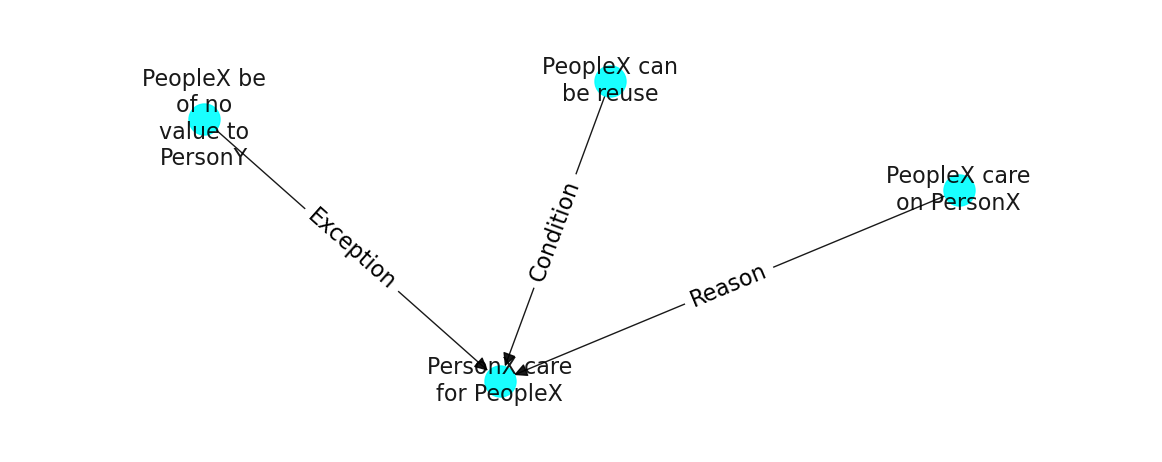 PeopleX be
of no
value to
PersonY
PeopleX can
be reuse
PeopleX care
on PersonX
Exception
Condition
Reason
PersonX care
for PeopleX